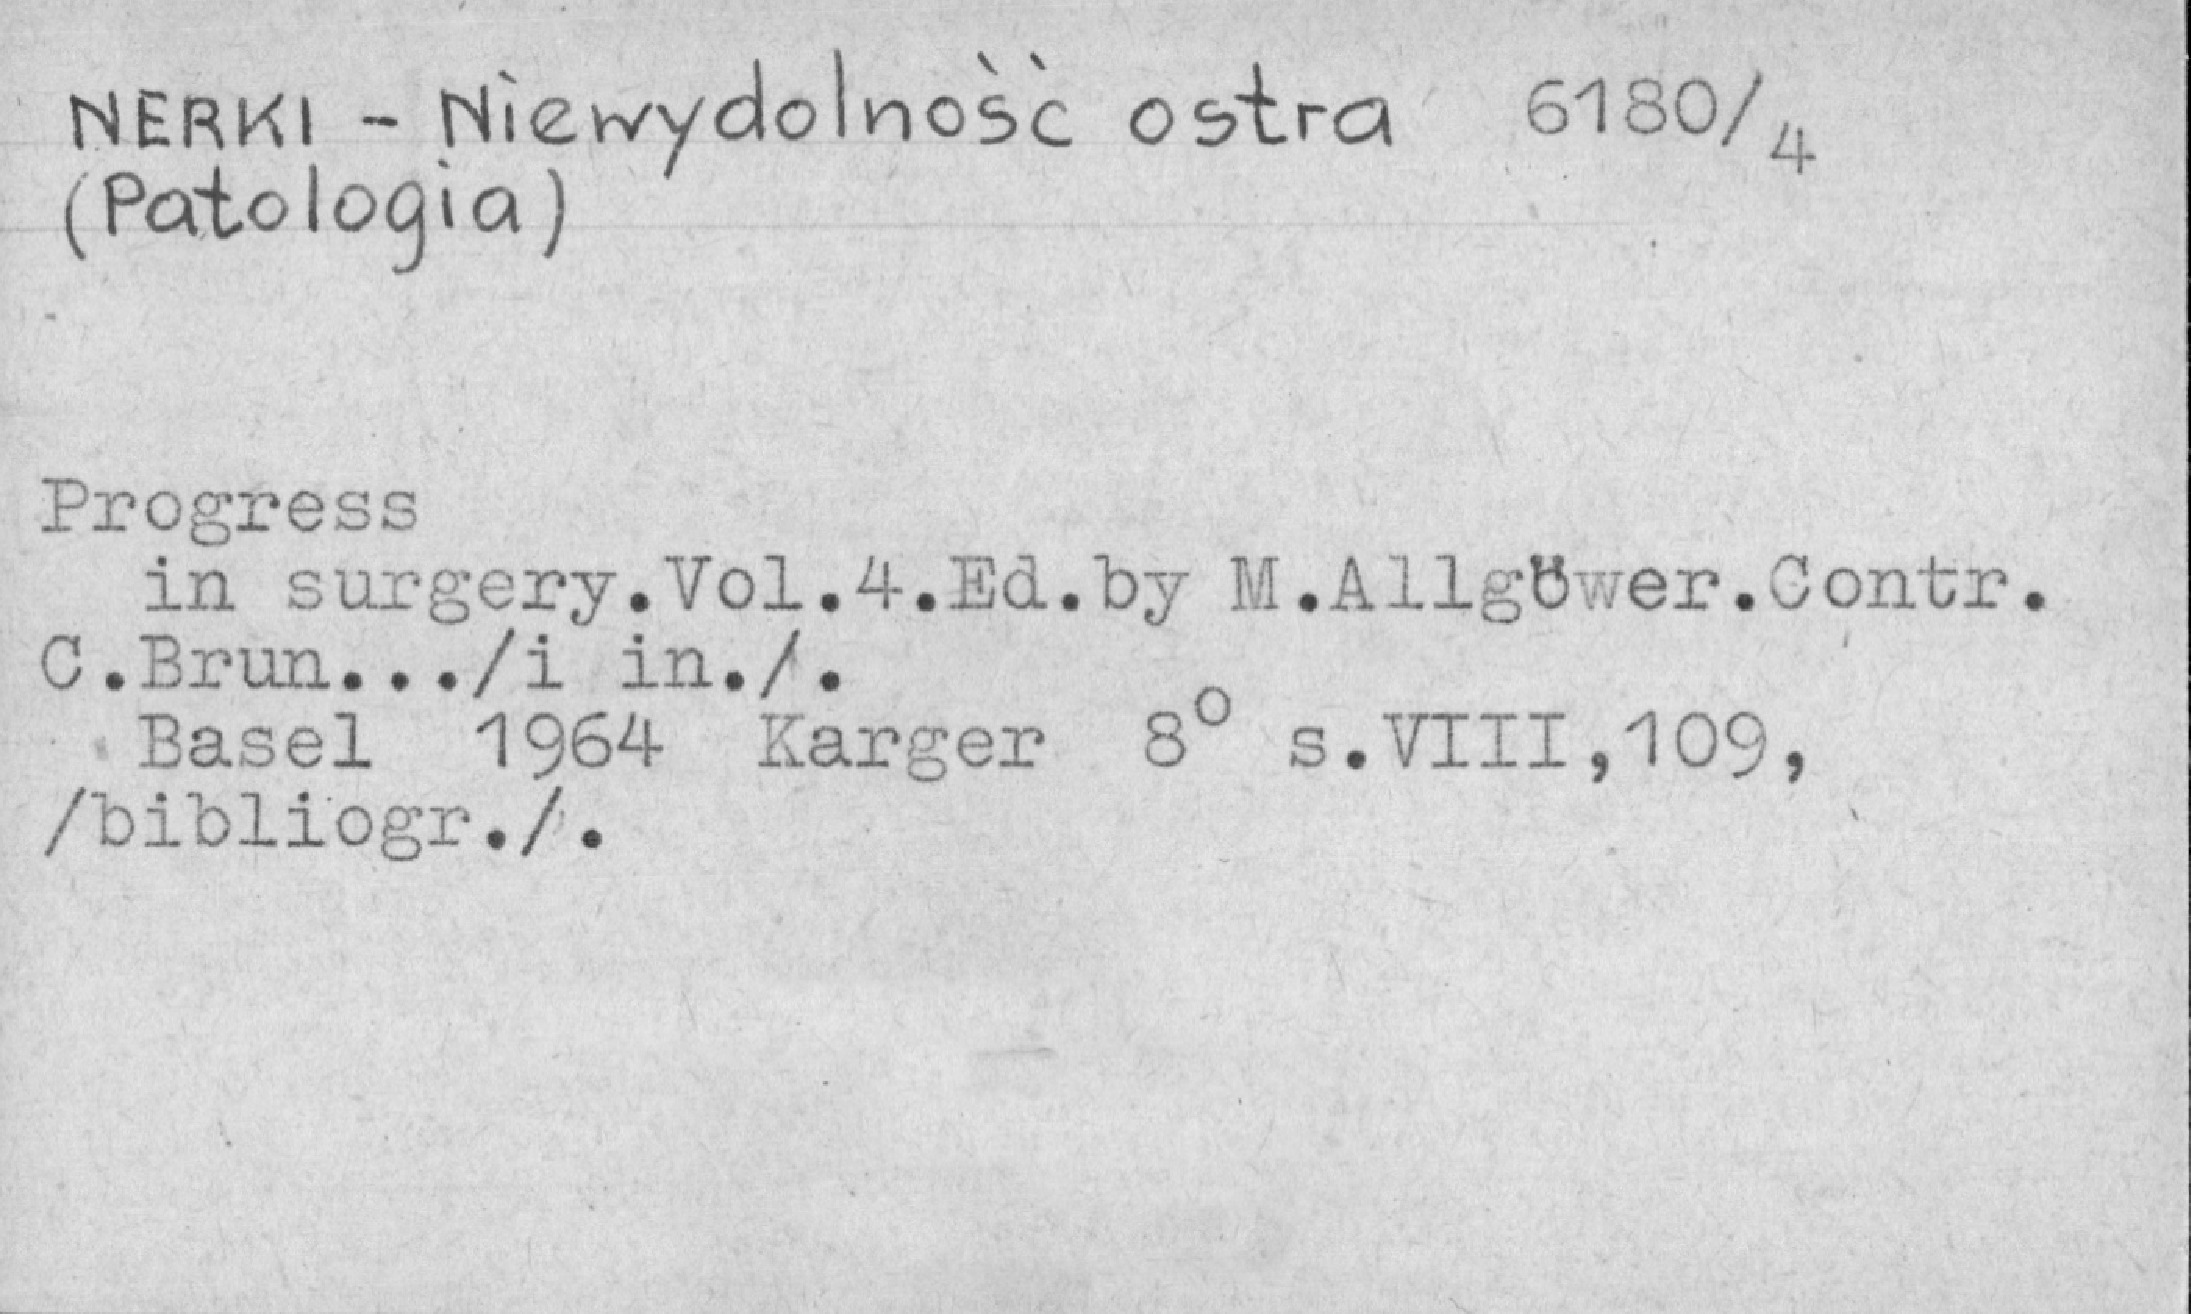 NERKI - Niewydolność ostra 6180/4
(Patologia)
Progress
in surgery.Vol.4.Ed.by M.Allgöwer.Contr.
C.Brun.../i in./.
Basel 1964 Karger 8° s.VIII,109,
/bibliogr./.